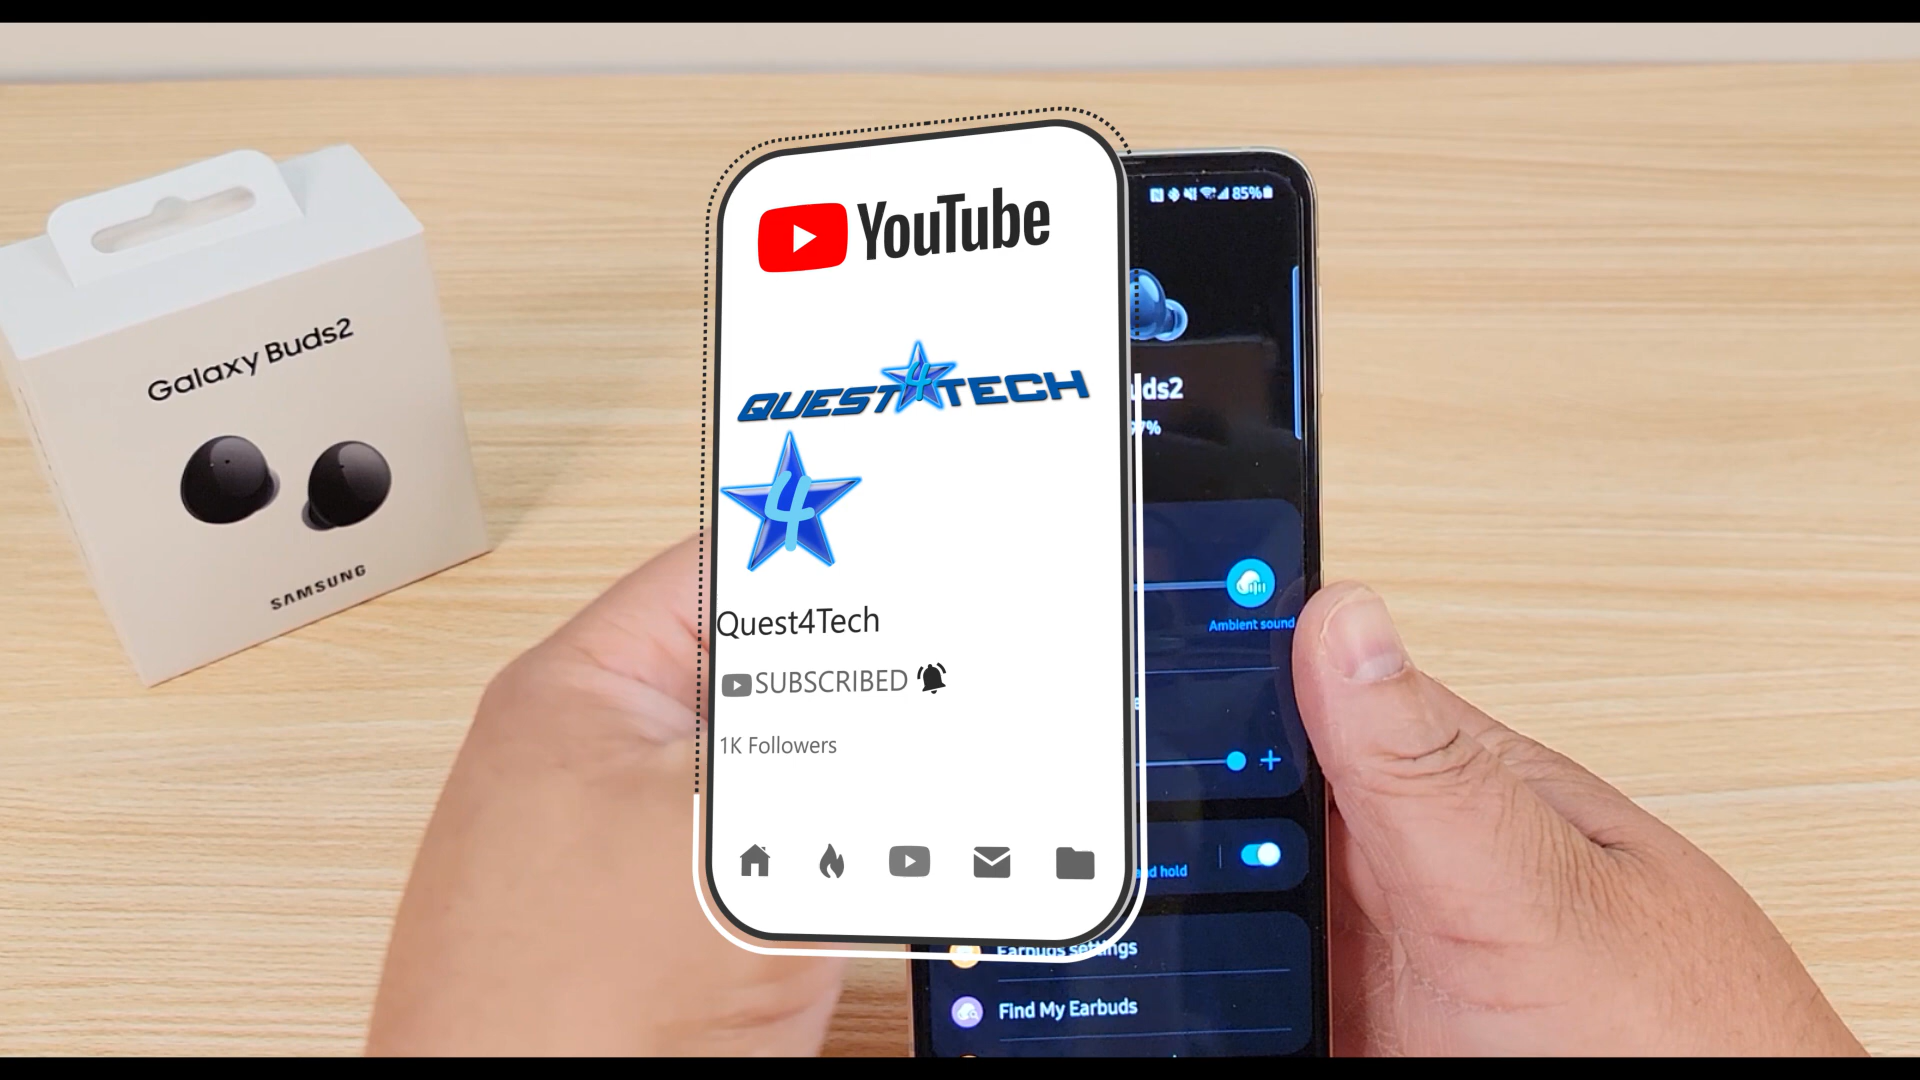 Galaxy Buds2
SAMSUNG
YouTube
QUEST4TECH
4
Quest4Tech
SUBSCRIBED
1K Followers
85%
Ambient sound
and hold
Earbuds settings
Find My Earbuds